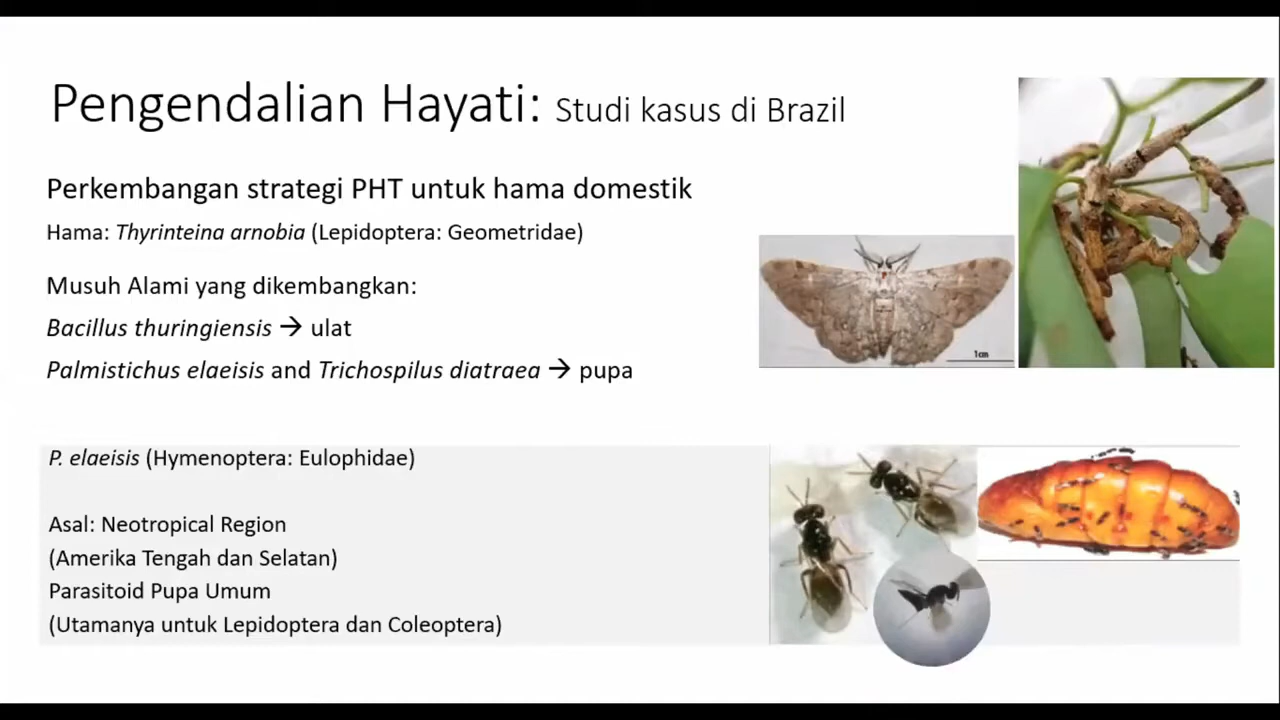 Pengendalian Hayati: Studi kasus di Brazil
Perkembangan strategi PHT untuk hama domestik
Hama: Thyrinteina arnobia (Lepidoptera: Geometridae)
Musuh Alami yang dikembangkan:
Bacillus thuringiensis → ulat
Palmistichus elaeisis and Trichospilus diatraea → pupa
1cm
P. elaeisis (Hymenoptera: Eulophidae)
Asal: Neotropical Region
(Amerika Tengah dan Selatan)
Parasitoid Pupa Umum
(Utamanya untuk Lepidoptera dan Coleoptera)